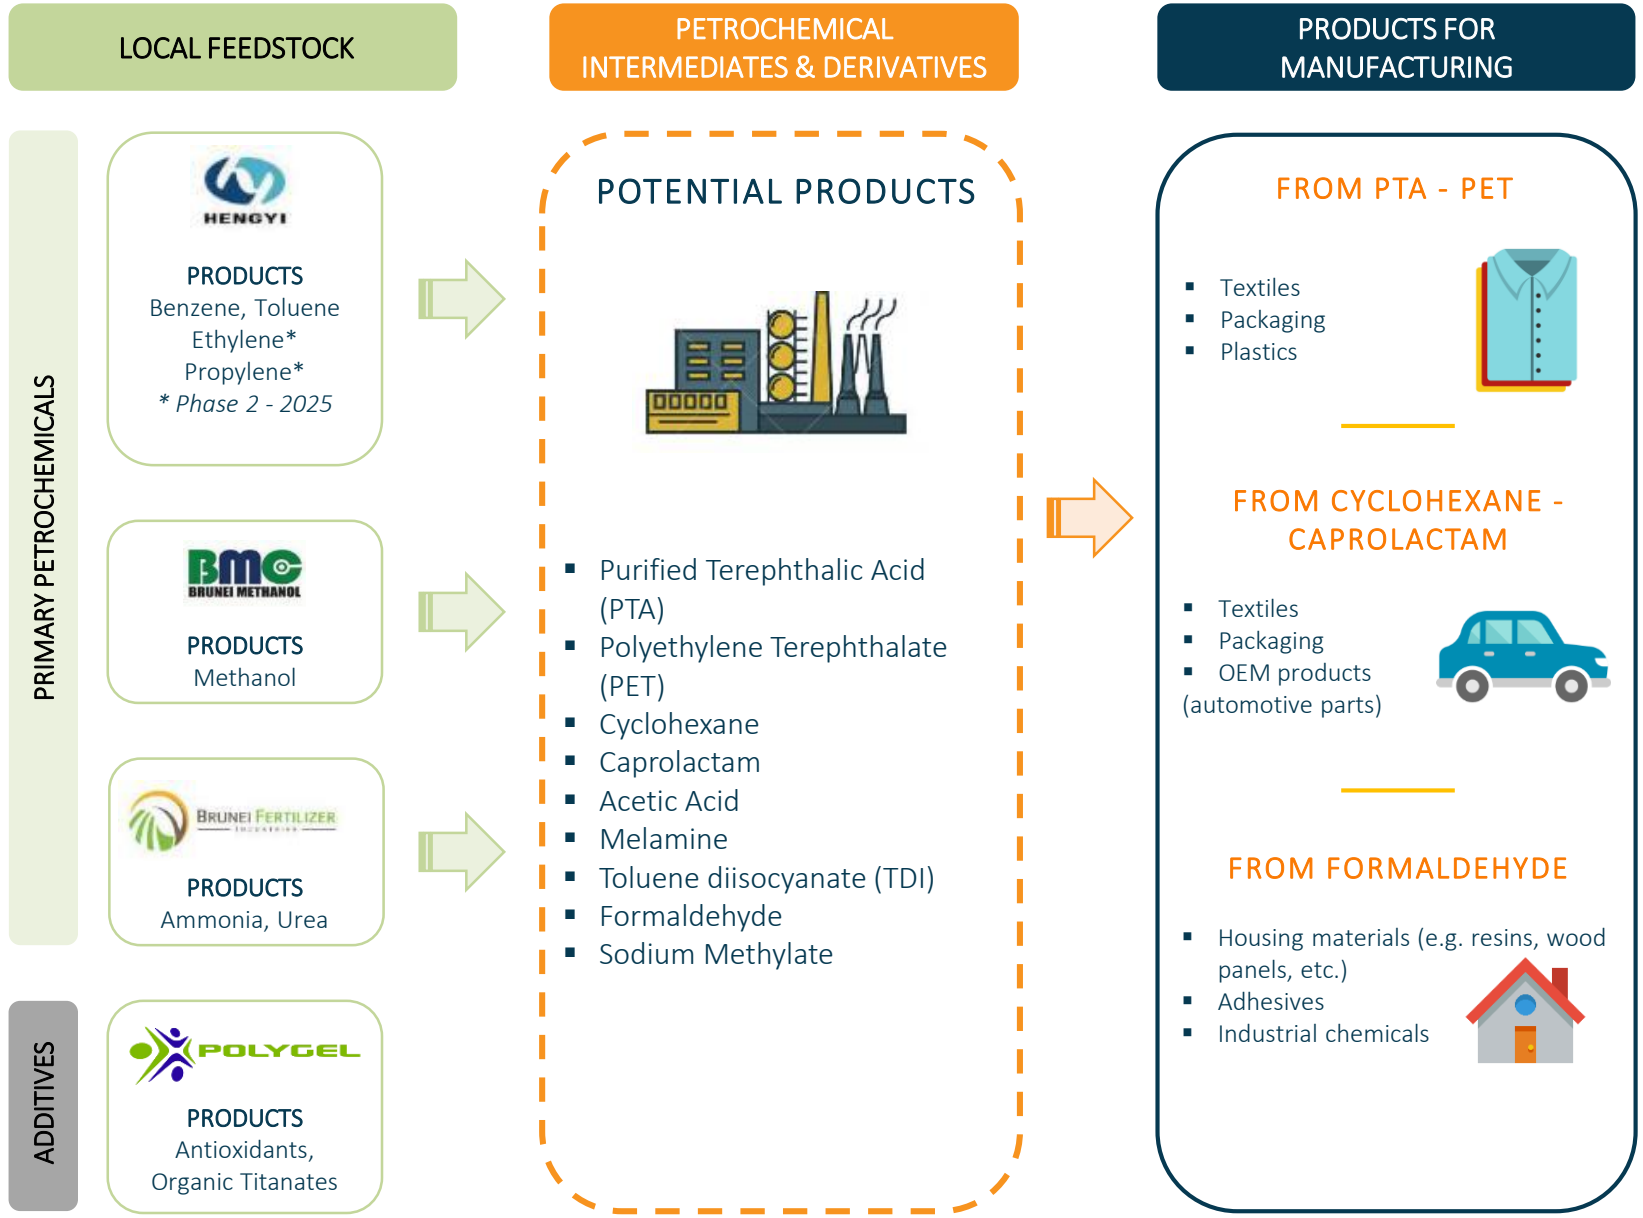 LOCAL FEEDSTOCK
PETROCHEMICAL
INTERMEDIATES & DERIVATIVES
PRODUCTS FOR
MANUFACTURING
PRIMARY PETROCHEMICALS
HENGYI
PRODUCTS
Benzene, Toluene
Ethylene*
Propylene*
* Phase 2 - 2025
BMC
BRUNEI METHANOL
PRODUCTS
Methanol
BRUNEI FERTILIZER
INDUSTRIES
PRODUCTS
Ammonia, Urea
ADDITIVES
POLYGEL
PRODUCTS
Antioxidants,
Organic Titanates
POTENTIAL PRODUCTS
▪ Purified Terephthalic Acid
(PTA)
▪ Polyethylene Terephthalate
(PET)
▪ Cyclohexane
▪ Caprolactam
▪ Acetic Acid
▪ Melamine
▪ Toluene diisocyanate (TDI)
▪ Formaldehyde
▪ Sodium Methylate
FROM PTA - PET
▪ Textiles
▪ Packaging
▪ Plastics
FROM CYCLOHEXANE -
CAPROLACTAM
▪ Textiles
▪ Packaging
▪ OEM products
(automotive parts)
FROM FORMALDEHYDE
▪ Housing materials (e.g. resins, wood
panels, etc.)
▪ Adhesives
▪ Industrial chemicals